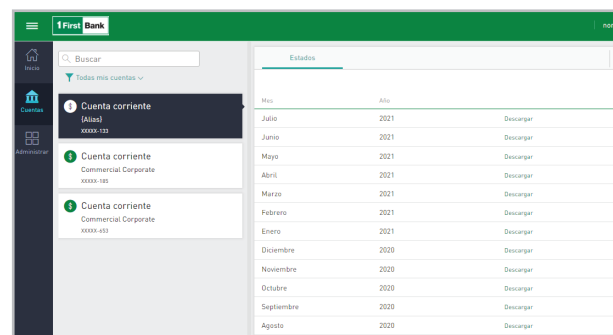 1First Bank
nor
Inicio
Cuentas
Administrar
Buscar
Todas mis cuentas
$ Cuenta corriente
(Alias)
XXXXX-133
$ Cuenta corriente
Commercial Corporate
XXXXX-185
$ Cuenta corriente
Commercial Corporate
XXXXX-653
Estados
Mes Año
Julio 2021 Descargar
Junio 2021 Descargar
Mayo 2021 Descargar
Abril 2021 Descargar
Marzo 2021 Descargar
Febrero 2021 Descargar
Enero 2021 Descargar
Diciembre 2020 Descargar
Noviembre 2020 Descargar
Octubre 2020 Descargar
Septiembre 2020 Descargar
Agosto 2020 Descargar